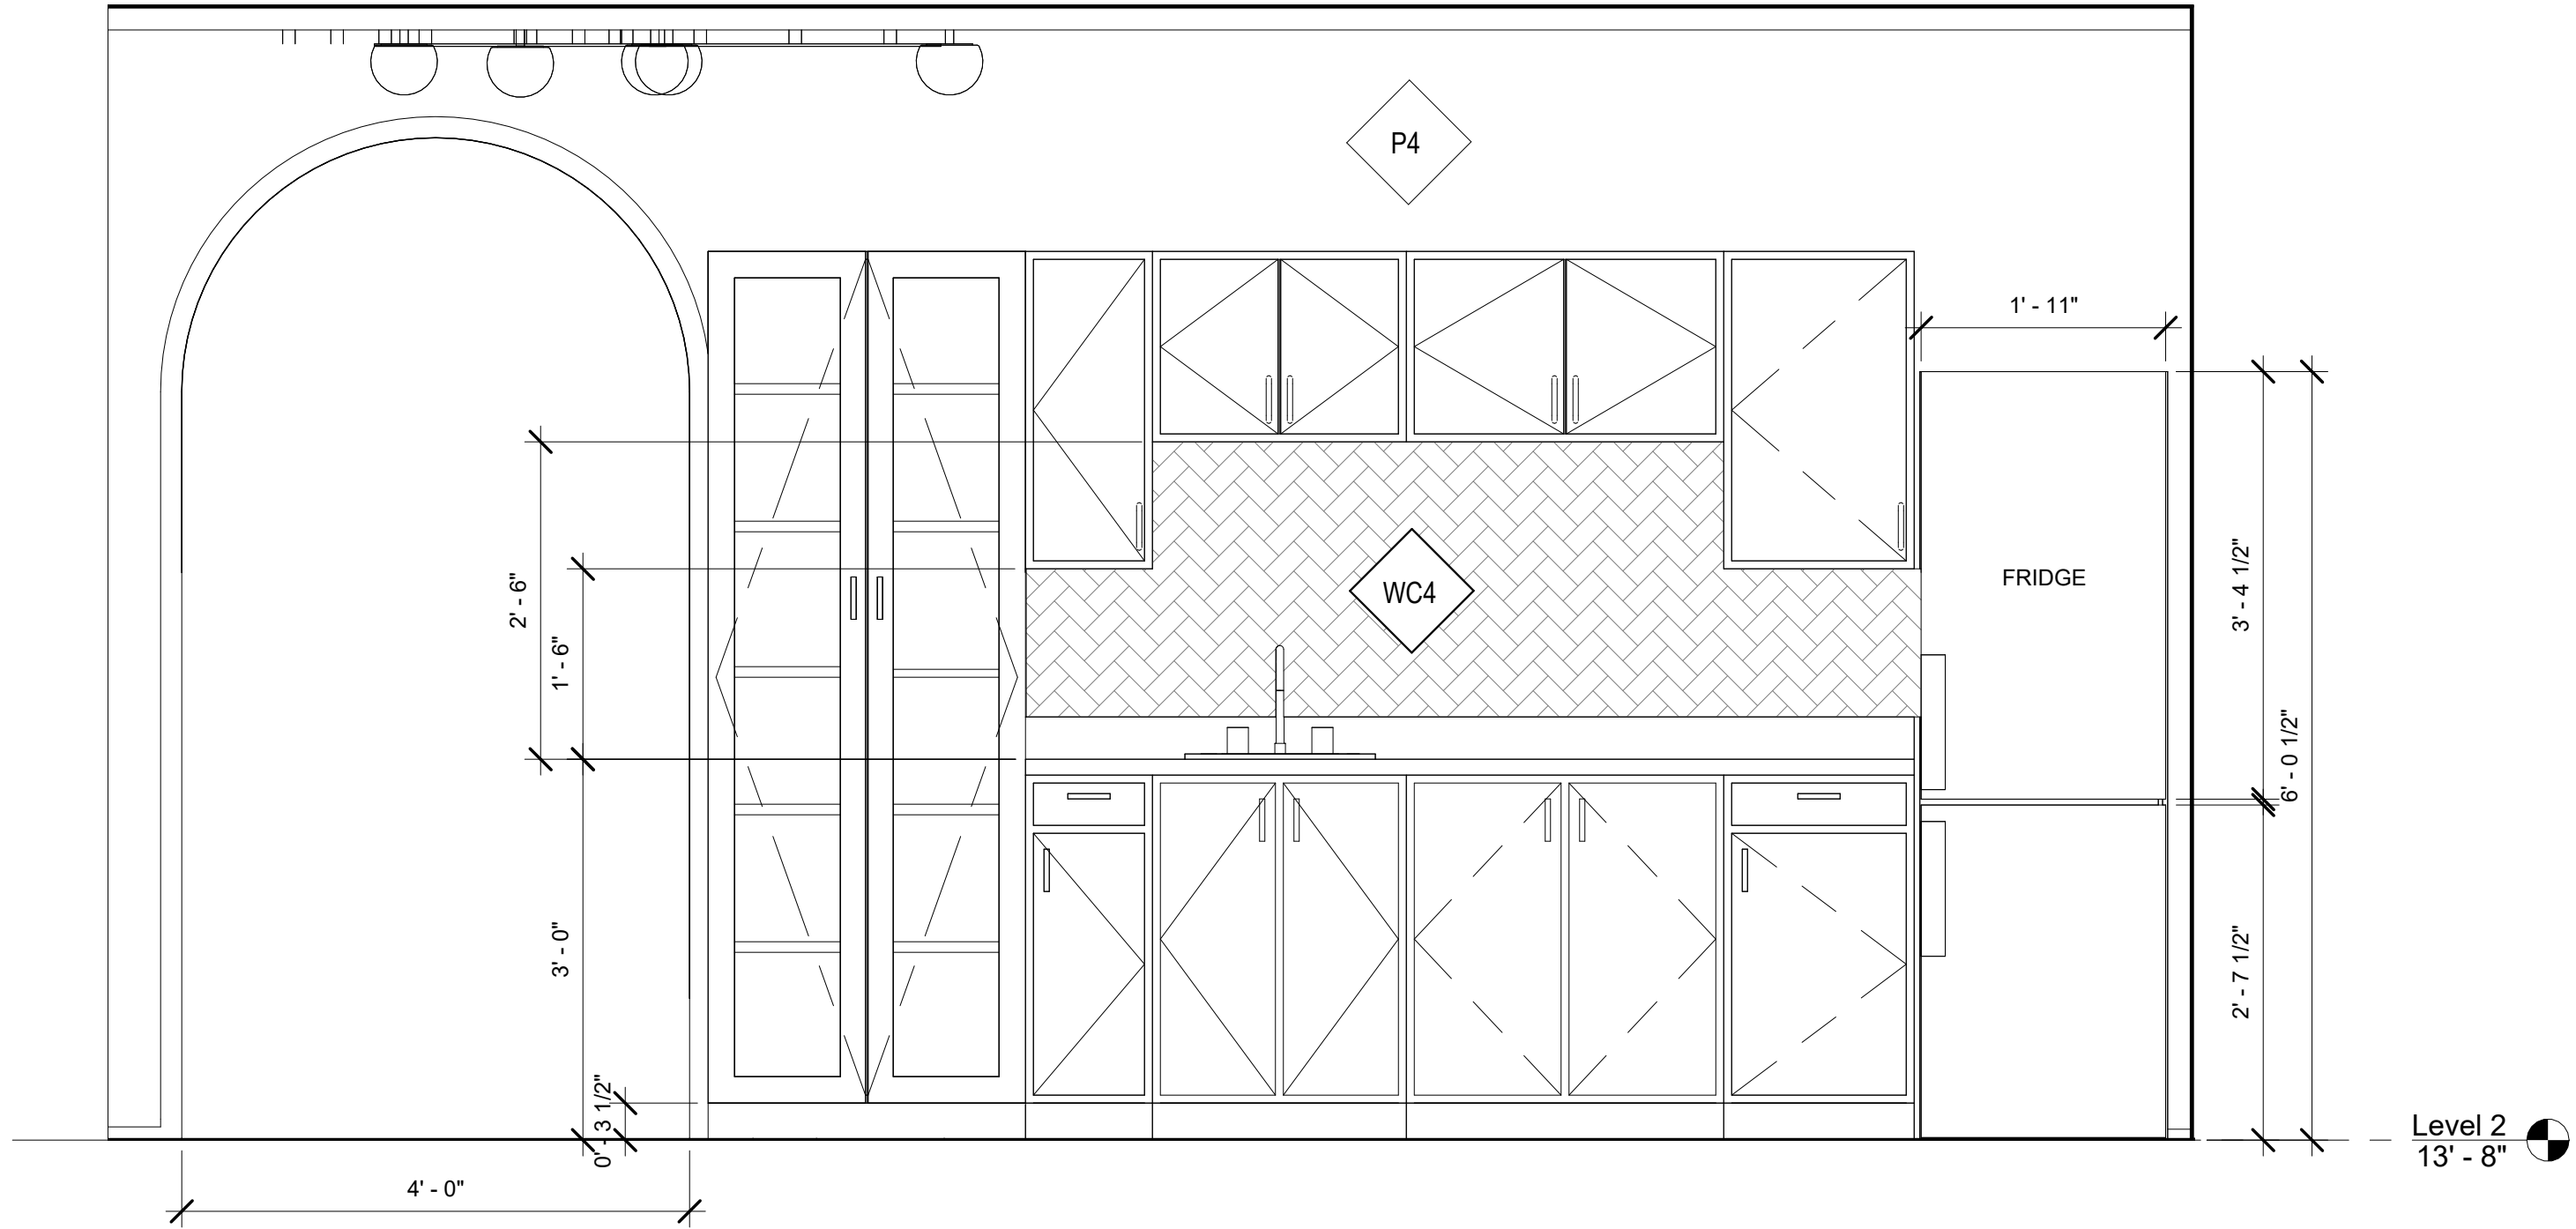 P4
1' - 11"
2' - 6"
1' - 6"
WC4
FRIDGE
3' - 4 1/2"
6' - 0 1/2"
3' - 0"
2' - 7 1/2"
0' - 3 1/2"
Level 2
13' - 8"
4' - 0"